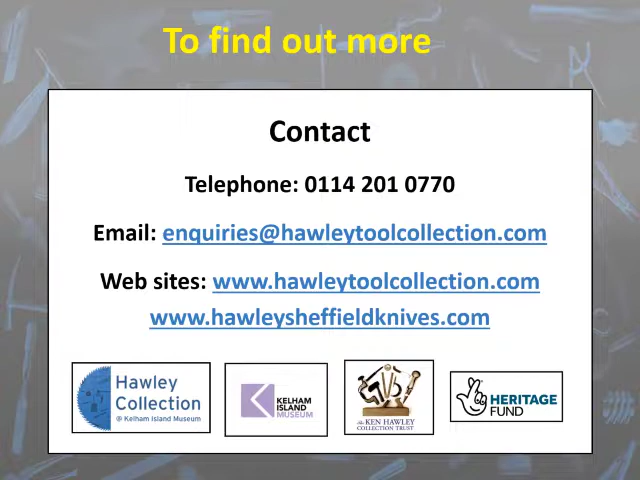 To find out more
Contact
Telephone: 0114 201 0770
Email: enquiries@hawleytoolcollection.com
Web sites: www.hawleytoolcollection.com
www.hawleysheffieldknives.com
Hawley
Collection
@ Kelham Island Museum
KELHAM
ISLAND
MUSEUM
the KEN HAWLEY
COLLECTION TRUST
HERITAGE
FUND